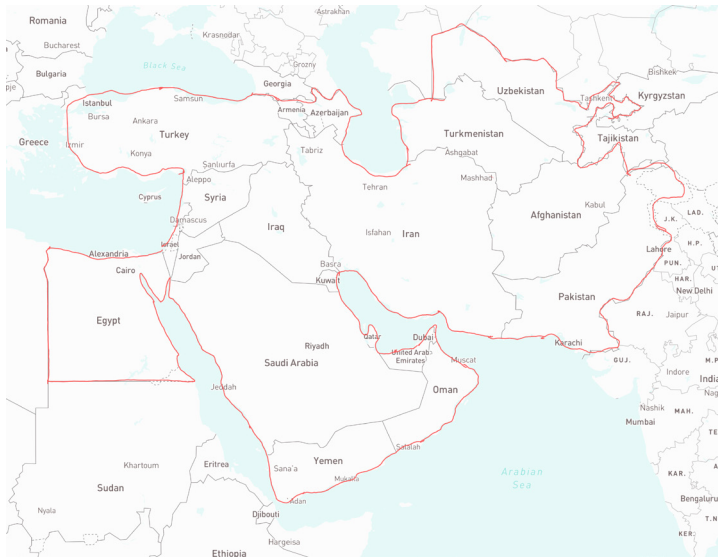 Astrakhan
Romania
Krasnodar
Bucharest
Grozny
Black Sea
Bishkek
Bulgaria
Georgia
Uzbekistan
Tashkent
Kyrgyzstan
Istanbul
Samsun
Armenia
Azerbaijan
Bursa
Ankara
Turkey
Turkmenistan
Tajikistan
Greece
Izmir
Konya
Tabriz
Ashgabat
Şanlıurfa
Mashhad
Aleppo
Tehran
Cyprus
Syria
Kabul
Afghanistan
J.K.
LAD.
Damascus
Iraq
Isfahan
Iran
Israel
Lahore
H.P.
Alexandria
Jordan
PUN.
Cairo
Basra
HAR.
Kuwait
New Delhi
Pakistan
Egypt
RAJ.
Jaipur
Riyadh
Qatar
Dubai
Karachi
United Arab
Emirates
Muscat
GUJ.
M.P.
Saudi Arabia
Indore
India
Jeddah
Oman
Nashik
MAH.
Mumbai
Salalah
Yemen
Khartoum
Eritrea
Sana'a
Arabian
Sea
Mukalla
KAR.
Sudan
Adan
Bengaluru
Nyala
Djibouti
T.N.
Hargeisa
KER.
Ethiopia